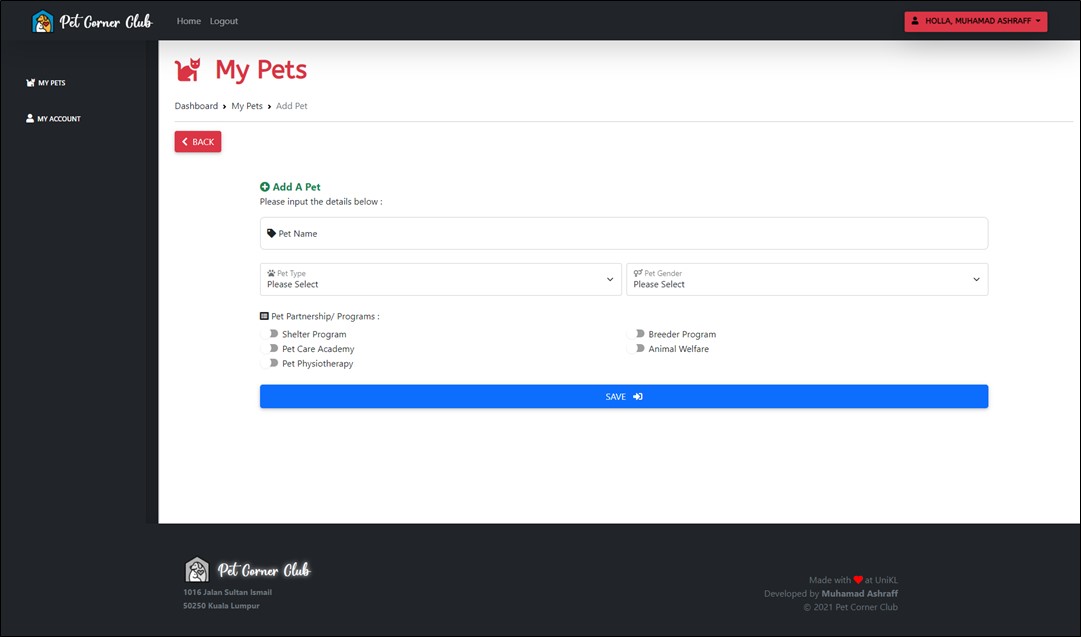 Pet Corner Club
Home Logout
HOLLA, MUHAMAD ASHRAFF
MY PETS
MY ACCOUNT
My Pets
Dashboard > My Pets > Add Pet
BACK
Add A Pet
Please input the details below :
Pet Name
Pet Type
Please Select
Pet Gender
Please Select
Pet Partnership/ Programs :
Shelter Program
Breeder Program
Pet Care Academy
Animal Welfare
Pet Physiotherapy
SAVE
Pet Corner Club
1016 Jalan Sultan Ismail
50250 Kuala Lumpur
Made with ❤ at UniKL
Developed by Muhamad Ashraff
© 2021 Pet Corner Club